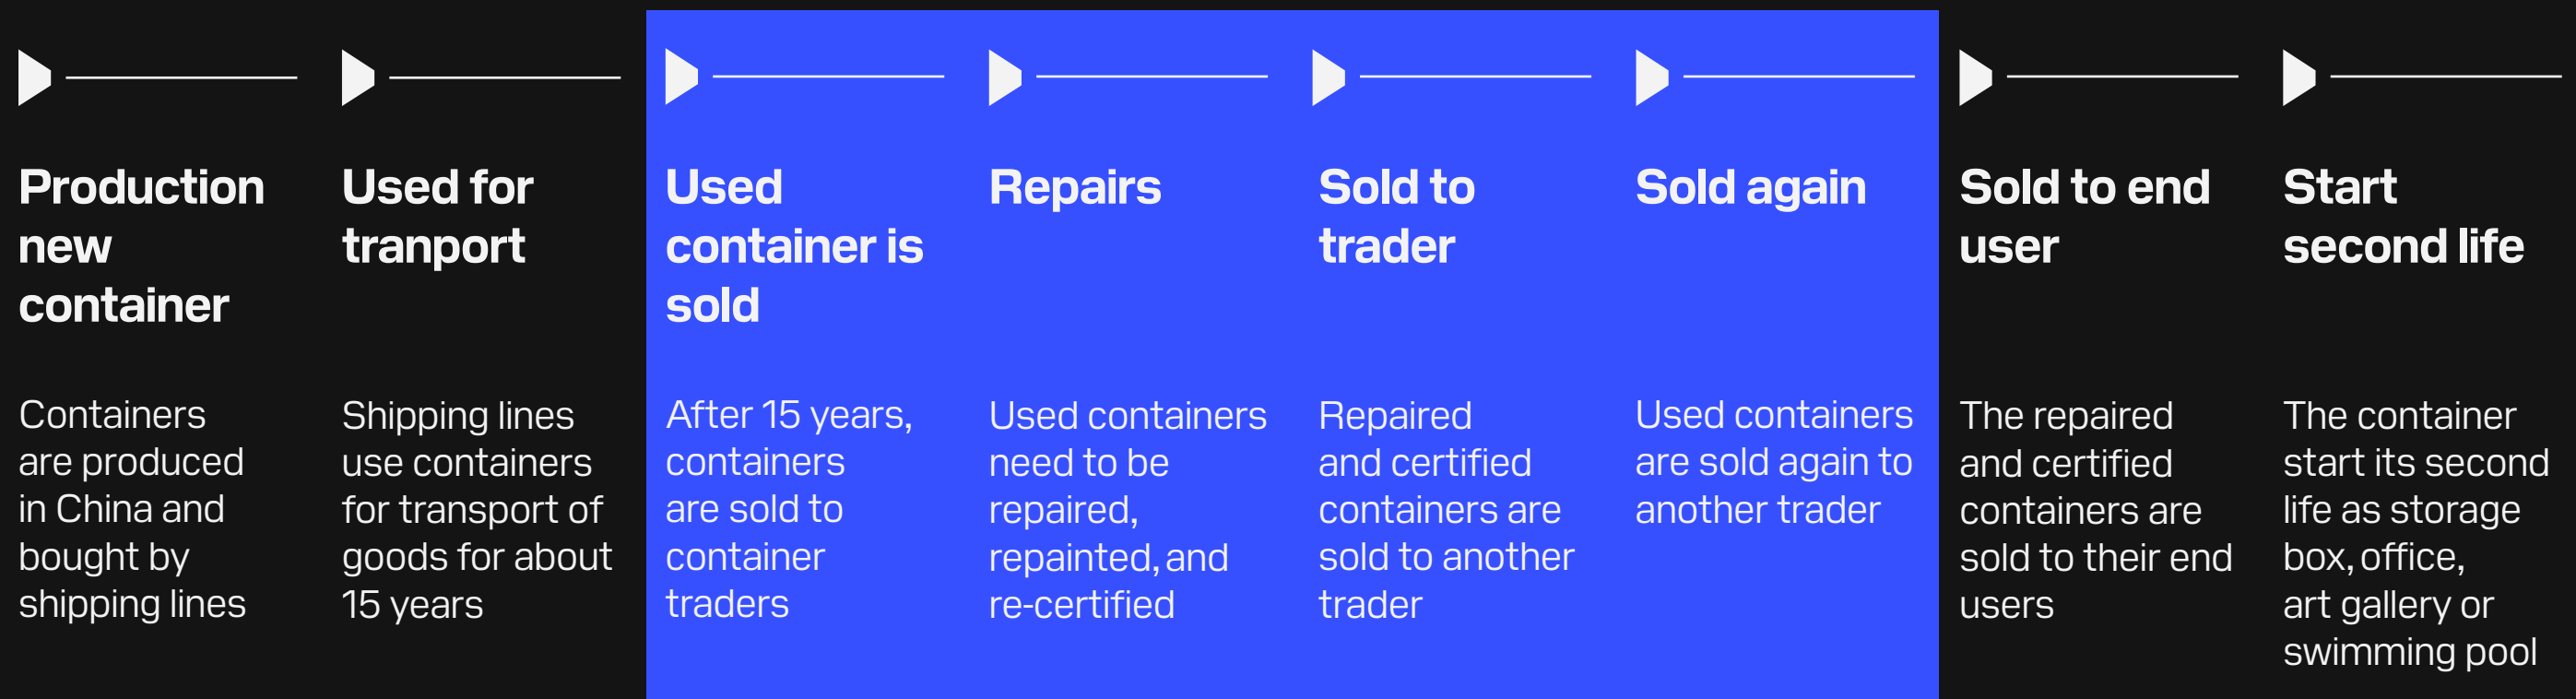 Production
new
container
Containers
are produced
in China and
bought by
shipping lines
Used for
tranport
Shipping lines
use containers
for transport of
goods for about
15 years
Used
container is
sold
After 15 years,
containers
are sold to
container
traders
Repairs
Used containers
need to be
repaired,
repainted, and
re-certified
Sold to
trader
Repaired
and certified
containers are
sold to another
trader
Sold again
Used containers
are sold again to
another trader
Sold to end
user
The repaired
and certified
containers are
sold to their end
users
Start
second life
The container
start its second
life as storage
box, office,
art gallery or
swimming pool